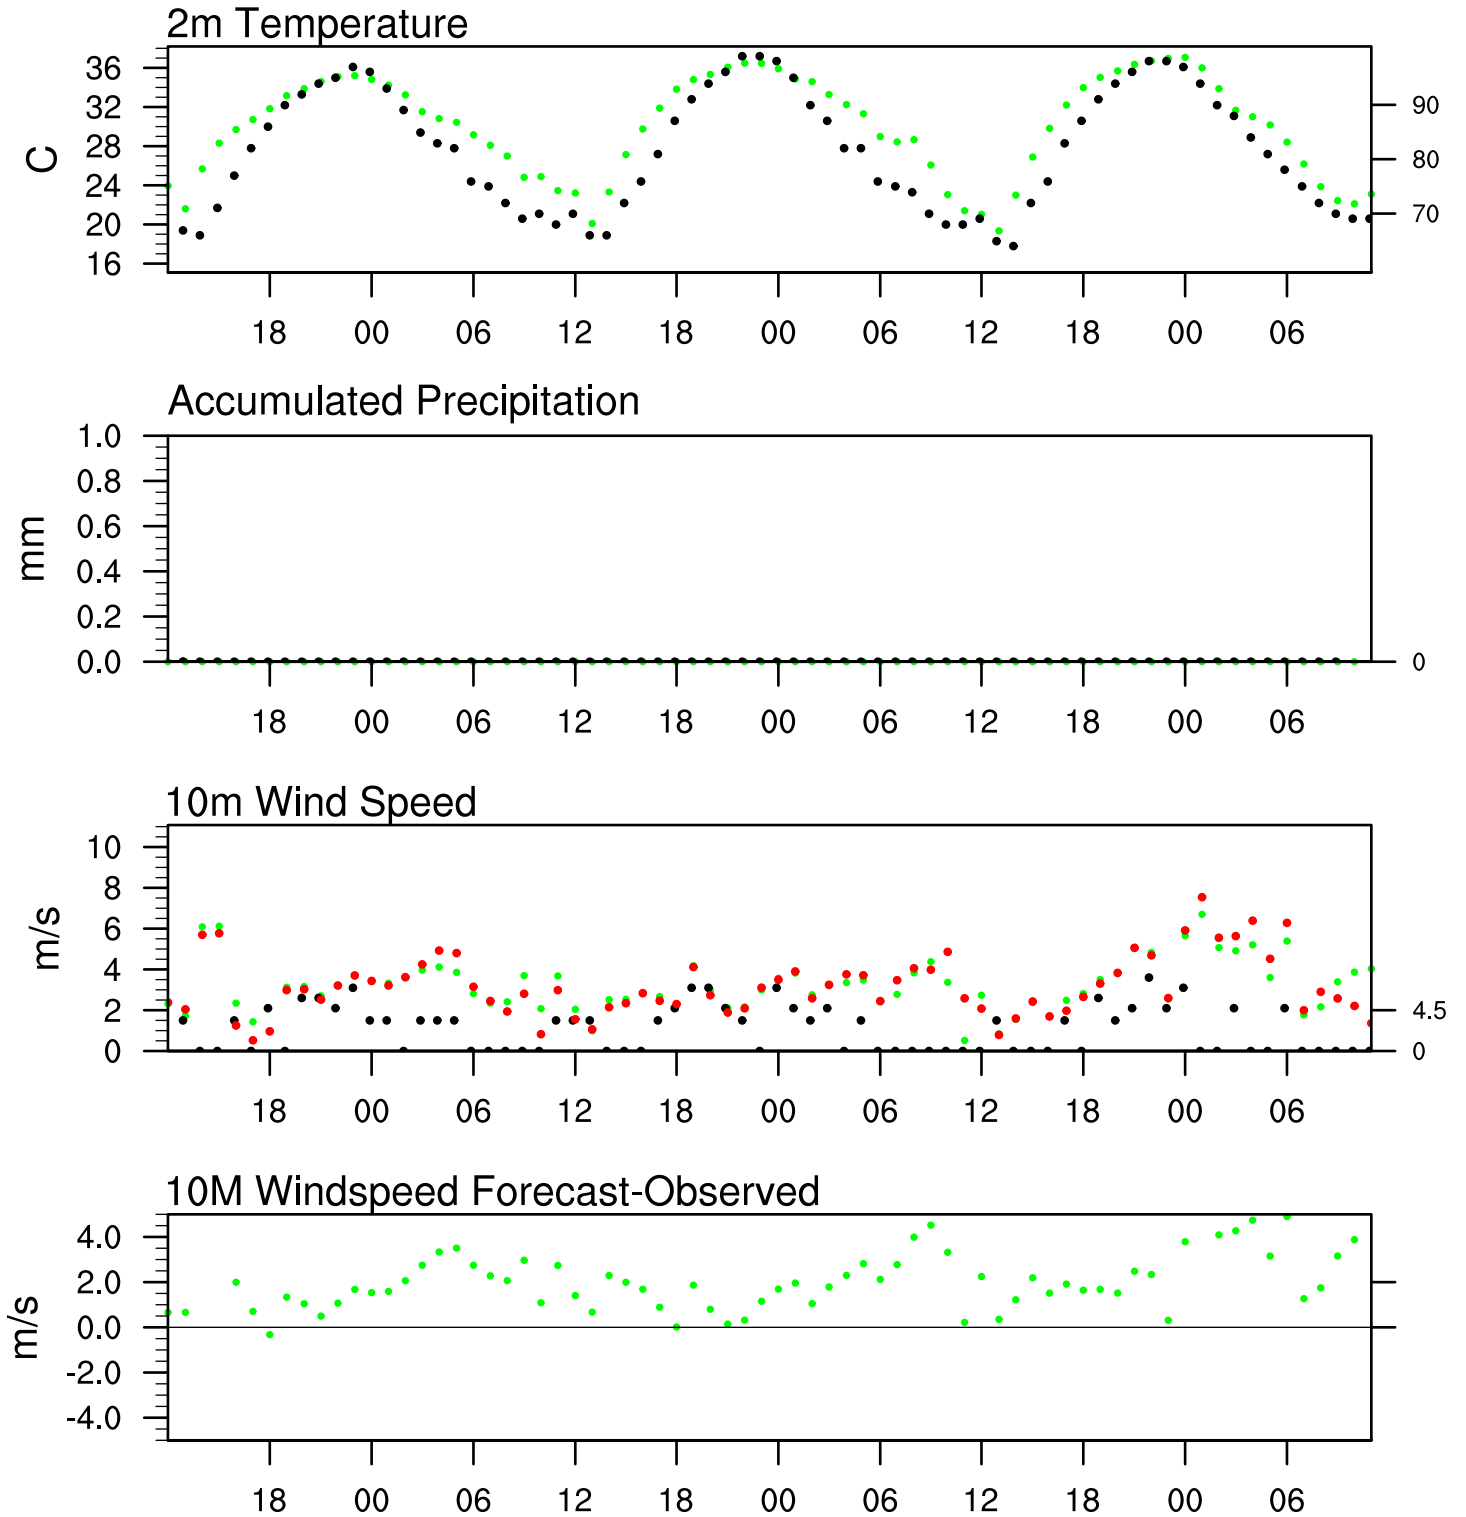 2m Temperature
36
32
28
24
20
16
C
90
80
70
18 00 06 12 18 00 06 12 18 00 06
Accumulated Precipitation
1.0
0.8
0.6
0.4
0.2
0.0
mm
0
18 00 06 12 18 00 06 12 18 00 06
10m Wind Speed
10
8
6
4
2
0
m/s
4.5
0
18 00 06 12 18 00 06 12 18 00 06
10M Windspeed Forecast-Observed
4.0
2.0
0.0
-2.0
-4.0
m/s
18 00 06 12 18 00 06 12 18 00 06